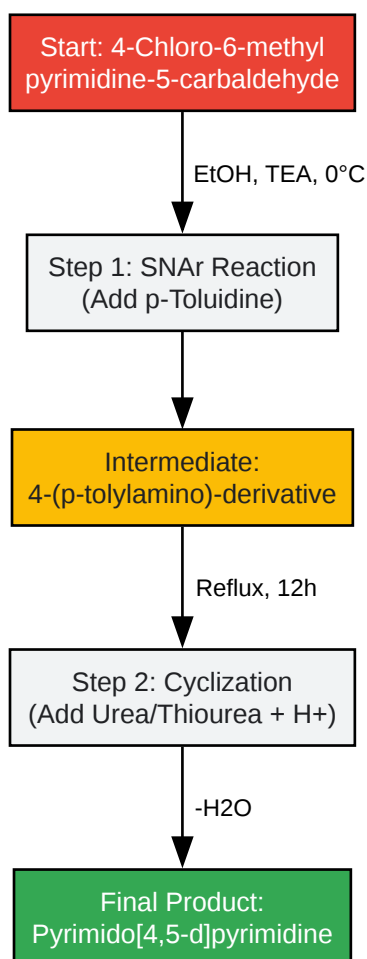 Start: 4-Chloro-6-methyl
pyrimidine-5-carbaldehyde
EtOH, TEA, 0°C
Step 1: SNAr Reaction
(Add p-Toluidine)
Intermediate:
4-(p-tolylamino)-derivative
Reflux, 12h
Step 2: Cyclization
(Add Urea/Thiourea + H+)
-H2O
Final Product:
Pyrimido[4,5-d]pyrimidine